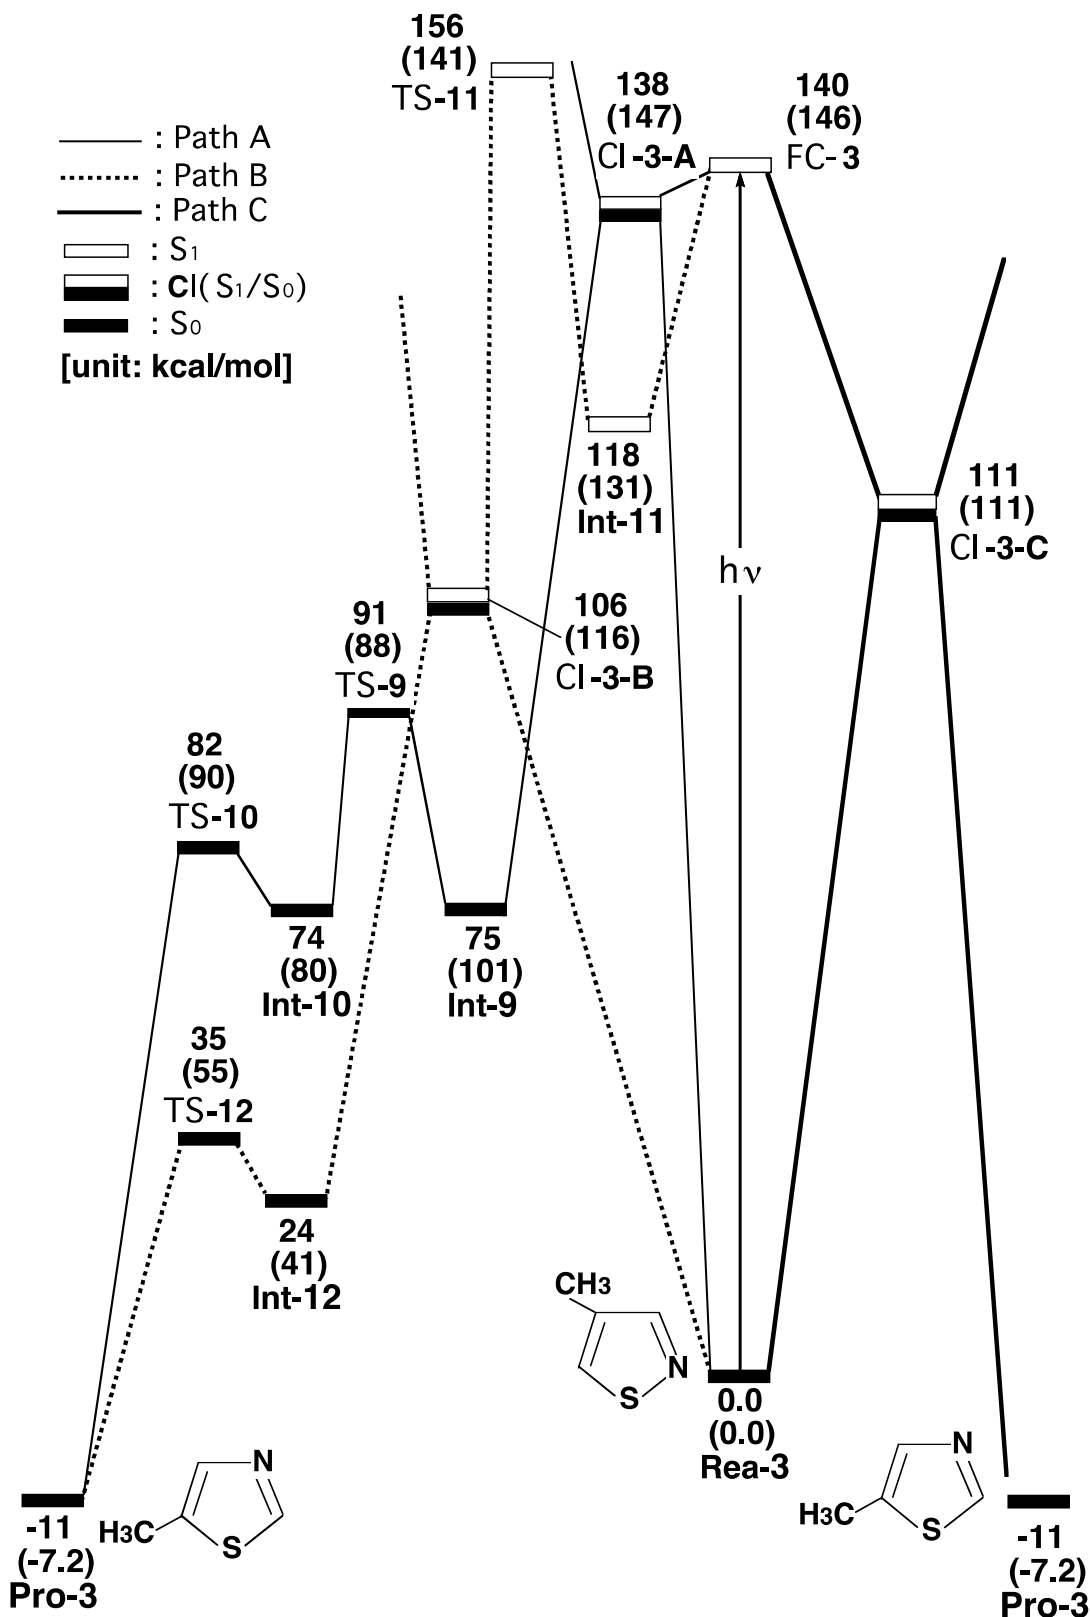 156
(141)
TS-11
138
(147)
CI-3-A
140
(146)
FC-3
: Path A
: Path B
: Path C
: S1
: CI(S1/S0)
: S0
[unit: kcal/mol]
118
(131)
Int-11
111
(111)
CI-3-C
hν
91
(88)
TS-9
106
(116)
CI-3-B
82
(90)
TS-10
74
(80)
Int-10
75
(101)
Int-9
35
(55)
TS-12
24
(41)
Int-12
CH3
N
S
0.0
(0.0)
Rea-3
N
H3C
S
-11
(-7.2)
Pro-3
N
H3C
S
-11
(-7.2)
Pro-3